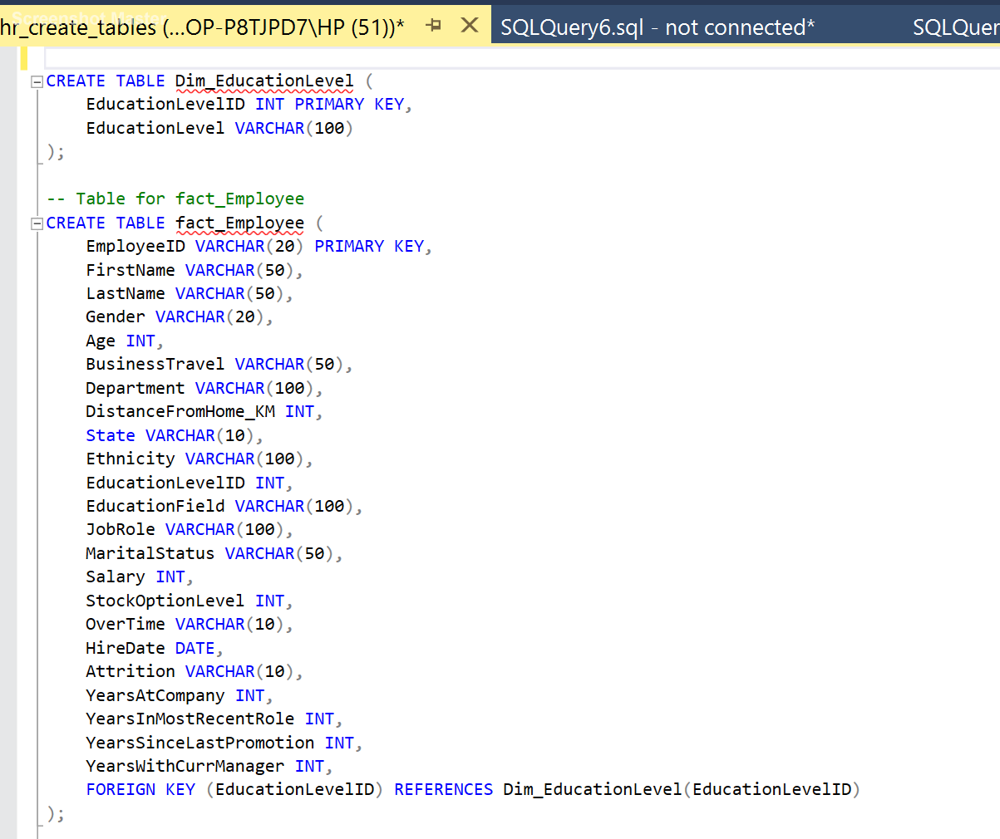 Screenshot Master
hr_create_tables (...OP-P8TJPD7\HP (51))*
SQLQuery6.sql - not connected*
SQLQuer
CREATE TABLE Dim_EducationLevel (
    EducationLevelID INT PRIMARY KEY,
    EducationLevel VARCHAR(100)
);
-- Table for fact_Employee
CREATE TABLE fact_Employee (
    EmployeeID VARCHAR(20) PRIMARY KEY,
    FirstName VARCHAR(50),
    LastName VARCHAR(50),
    Gender VARCHAR(20),
    Age INT,
    BusinessTravel VARCHAR(50),
    Department VARCHAR(100),
    DistanceFromHome_KM INT,
    State VARCHAR(10),
    Ethnicity VARCHAR(100),
    EducationLevelID INT,
    EducationField VARCHAR(100),
    JobRole VARCHAR(100),
    MaritalStatus VARCHAR(50),
    Salary INT,
    StockOptionLevel INT,
    OverTime VARCHAR(10),
    HireDate DATE,
    Attrition VARCHAR(10),
    YearsAtCompany INT,
    YearsInMostRecentRole INT,
    YearsSinceLastPromotion INT,
    YearsWithCurrManager INT,
    FOREIGN KEY (EducationLevelID) REFERENCES Dim_EducationLevel(EducationLevelID)
);